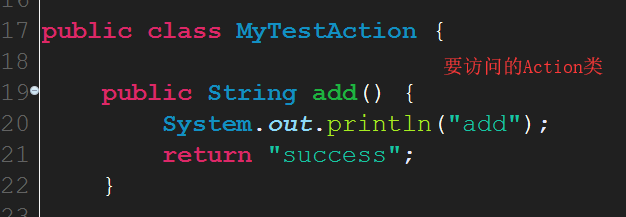 16
17 public class MyTestAction {
18 要访问的Action类
19 public String add() {
20 System.out.println("add");
21 return "success";
22 }
23